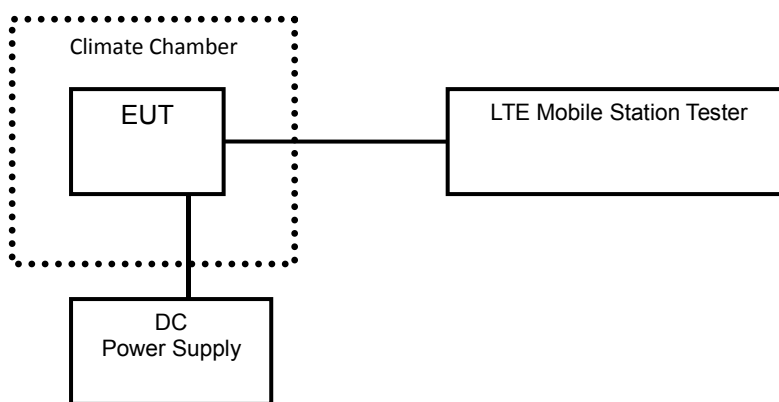 Climate Chamber
EUT
LTE Mobile Station Tester
DC
Power Supply